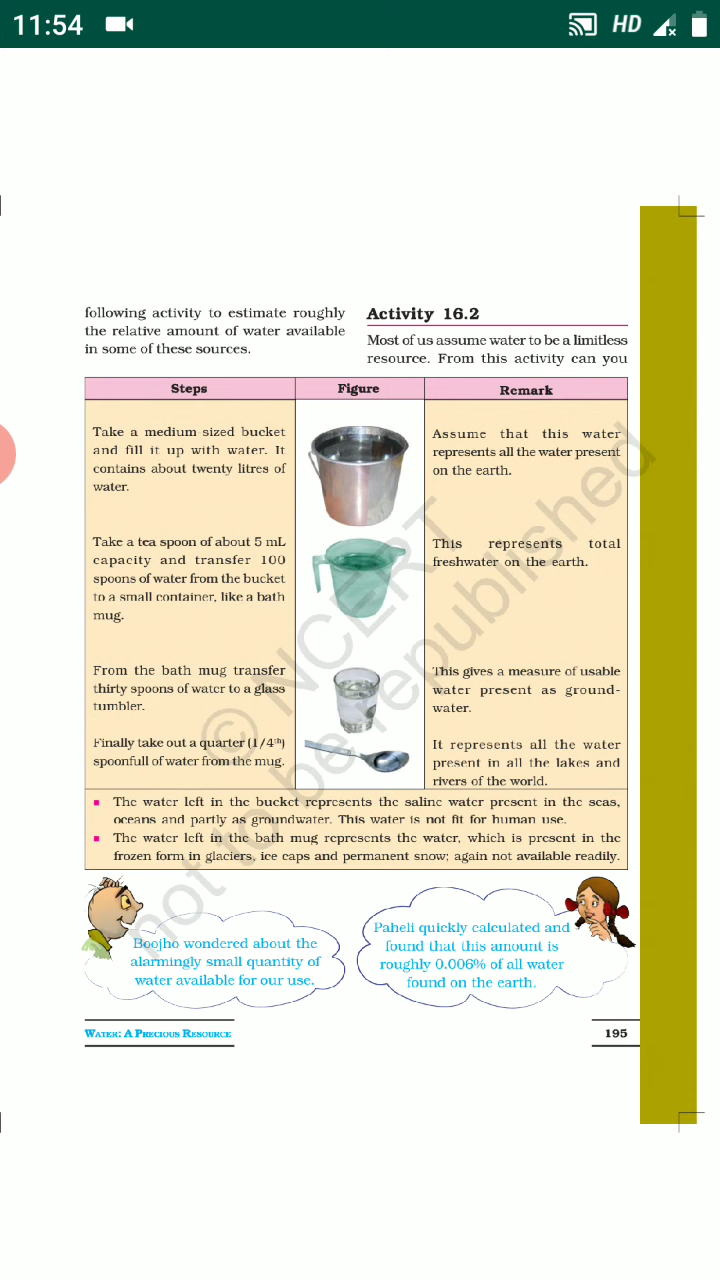 11:54
HD
following activity to estimate roughly
the relative amount of water available
in some of these sources.
Activity 16.2
Most of us assume water to be a limitless
resource. From this activity can you
Steps
Figure
Remark
Take a medium-sized bucket
and fill it up with water. It
contains about twenty litres of
water.
Assume that this water
represents all the water present
on the earth.
Take a tea spoon of about 5 mL
capacity and transfer 100
spoons of water from the bucket
to a small container, like a bath
mug.
This represents total
freshwater on the earth.
From the bath mug transfer
thirty spoons of water to a glass
tumbler.
This gives a measure of usable
water present as ground-
water.
Finally take out a quarter (1/4th)
spoonfull of water from the mug.
It represents all the water
present in all the lakes and
rivers of the world.
The water left in the bucket represents the saline water present in the seas,
oceans and partly as groundwater. This water is not fit for human use.
The water left in the bath mug represents the water, which is present in the
frozen form in glaciers, ice caps and permanent snow; again not available readily.
Boojho wondered about the
alarmingly small quantity of
water available for our use.
Paheli quickly calculated and
found that this amount is
roughly 0.006% of all water
found on the earth.
WATER: A PRECIOUS RESOURCE
195
© NCERT
not to be republished